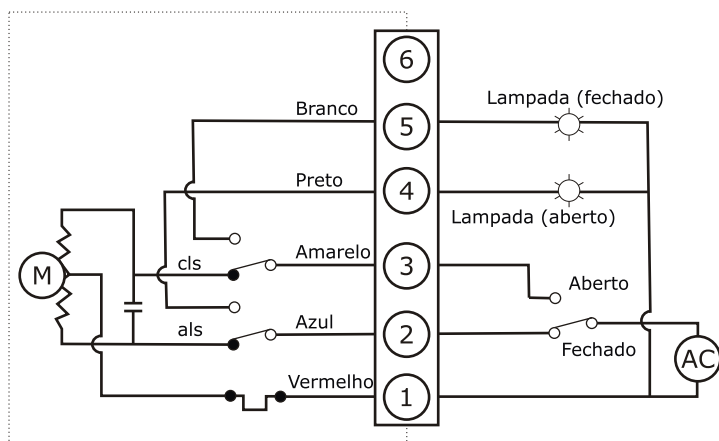 6
Lampada (fechado)
Branco
5
Preto
4
Lampada (aberto)
Amarelo
cls
3
M
Aberto
Azul
als
2
Fechado
AC
Vermelho
1